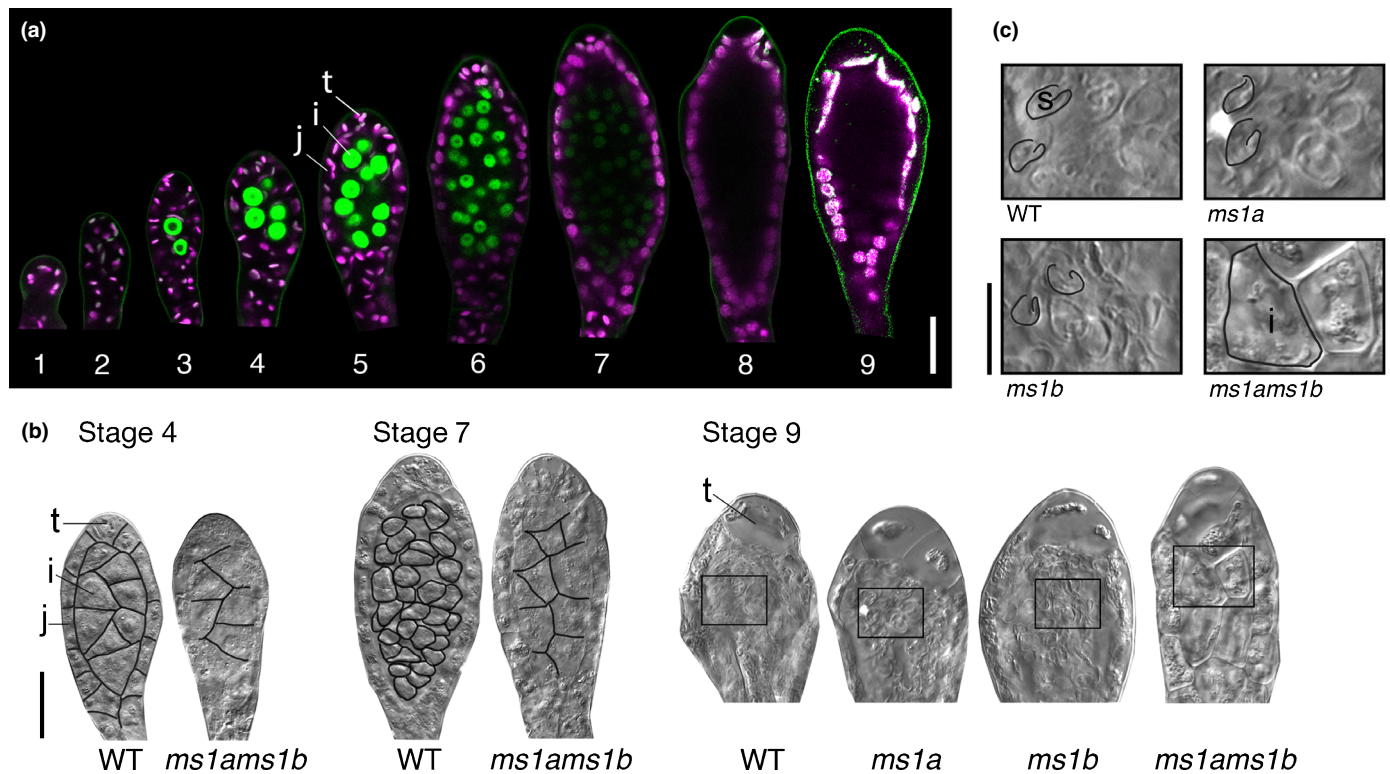 (a)
t
i
j
1 2 3 4 5 6 7 8 9
(c)
s
WT
ms1a
i
ms1b
ms1ams1b
(b)
Stage 4
Stage 7
Stage 9
t
i
j
t
WT ms1ams1b WT ms1ams1b WT ms1a ms1b ms1ams1b